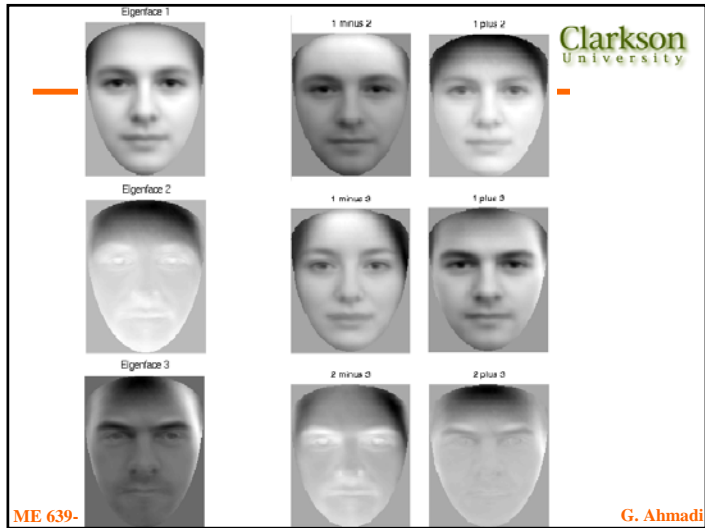 Eigenface 1
1 minus 2
1 plus 2
Clarkson
University
Eigenface 2
1 minus 3
1 plus 3
Eigenface 3
2 minus 3
2 plus 3
ME 639-
G. Ahmadi